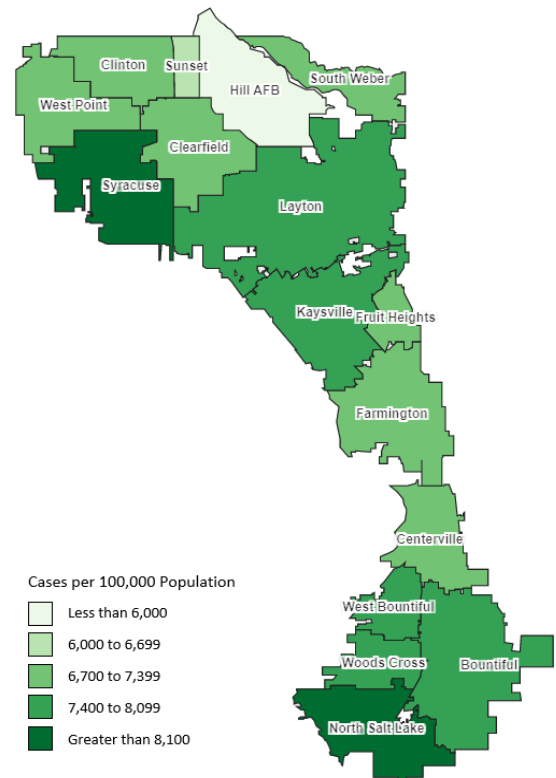 Clinton
Sunset
Hill AFB
South Weber
West Point
Clearfield
Syracuse
Layton
Kaysville
Fruit Heights
Farmington
Centerville
Cases per 100,000 Population
Less than 6,000
6,000 to 6,699
6,700 to 7,399
7,400 to 8,099
Greater than 8,100
West Bountiful
Woods Cross
Bountiful
North Salt Lake